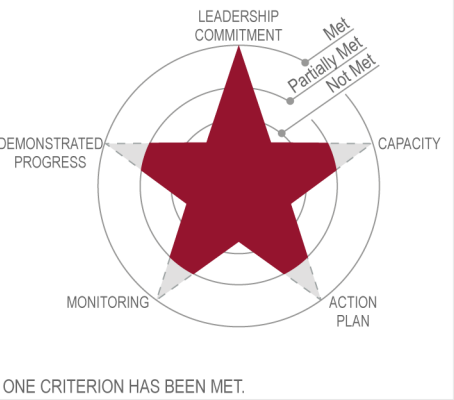 LEADERSHIP
COMMITMENT
Met
Partially Met
Not Met
DEMONSTRATED
PROGRESS
CAPACITY
MONITORING
ACTION
PLAN
ONE CRITERION HAS BEEN MET.